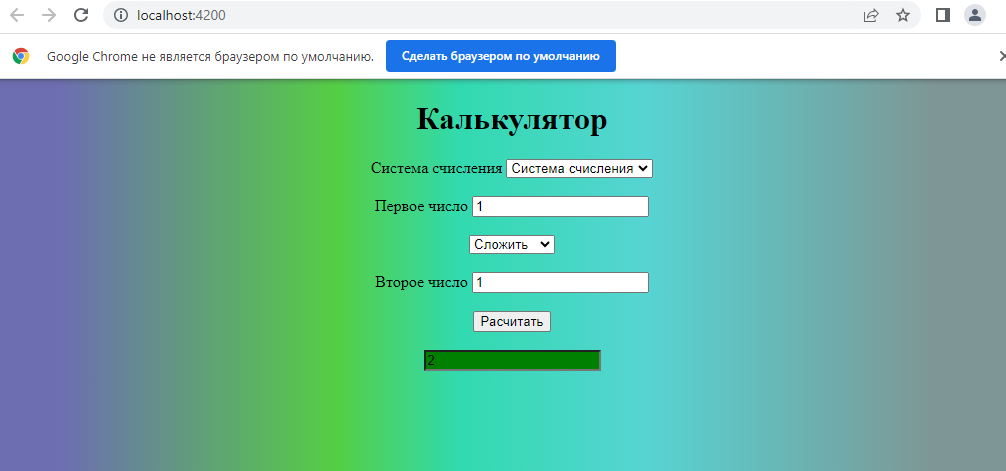 localhost:4200
Google Chrome не является браузером по умолчанию. Сделать браузером по умолчанию
Калькулятор
Система счисления Система счисления
Первое число 1
Сложить
Второе число 1
Расчитать
2